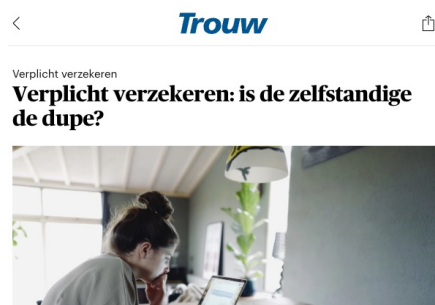 Trouw
Verplicht verzekeren
Verplicht verzekeren: is de zelfstandige
de dupe?